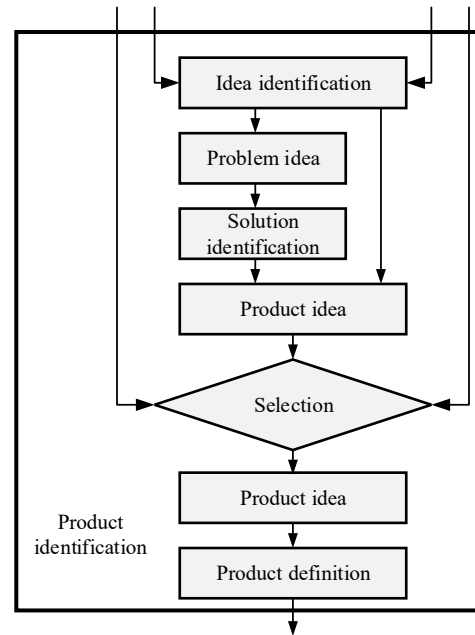 Idea identification
Problem idea
Solution
identification
Product idea
Selection
Product idea
Product
identification
Product definition